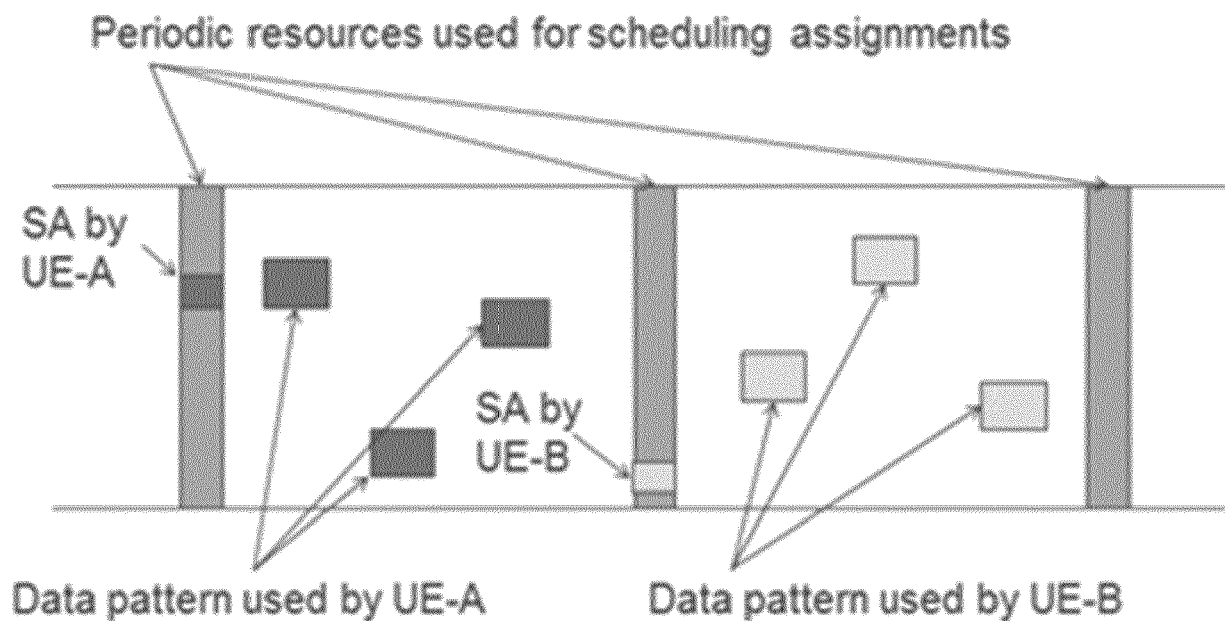 Periodic resources used for scheduling assignments
SA by
UE-A
SA by
UE-B
Data pattern used by UE-A
Data pattern used by UE-B